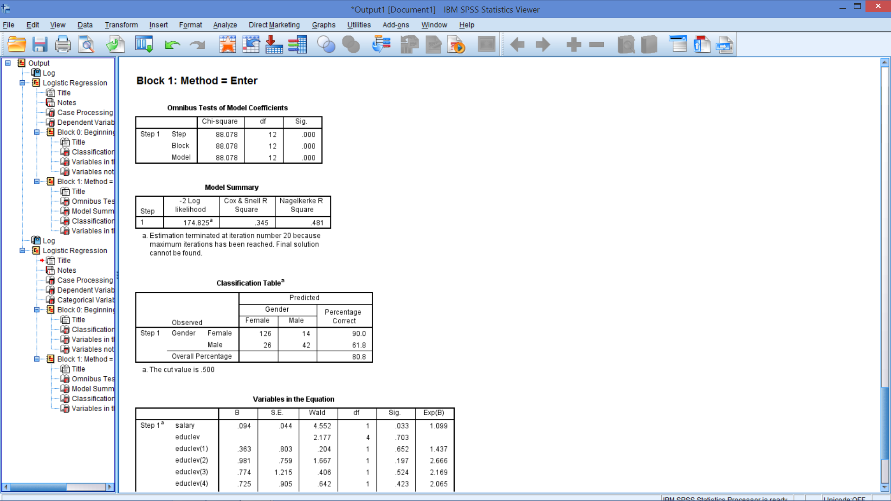 *Output1 [Document1]   IBM SPSS Statistics Viewer
File Edit View Data Transform Insert Format Analyze Direct Marketing Graphs Utilities Add-ons Window Help
Output
Log
Logistic Regression
Title
Notes
Case Processing
Dependent Variab
Block 0: Beginning
Title
Classification
Variables in t
Variables not
Block 1: Method =
Title
Omnibus Tes
Model Summ
Classification
Variables in t
Log
Logistic Regression
Title
Notes
Case Processing
Dependent Variab
Categorical Variab
Block 0: Beginning
Title
Classification
Variables in t
Variables not
Block 1: Method =
Title
Omnibus Tes
Model Summ
Classification
Variables in t
Block 1: Method = Enter
Omnibus Tests of Model Coefficients
Chi-square df Sig.
Step 1 Step 88.078 12 .000
Block 88.078 12 .000
Model 88.078 12 .000
Model Summary
Step -2 Log likelihood Cox & Snell R Square Nagelkerke R Square
1 174.825a .345 .481
a. Estimation terminated at iteration number 20 because
maximum iterations has been reached. Final solution
cannot be found.
Classification Tablea
Predicted
Gender Percentage
Observed Female Male Correct
Step 1 Gender Female 126 14 90.0
Male 26 42 61.8
Overall Percentage 80.8
a. The cut value is .500
Variables in the Equation
B S.E. Wald df Sig. Exp(B)
Step 1a salary .094 .044 4.552 1 .033 1.099
educlev 2.177 4 .703
educlev(1) .363 .803 .204 1 .652 1.437
educlev(2) .981 .759 1.667 1 .197 2.666
educlev(3) .774 1.215 .406 1 .524 2.169
educlev(4) .725 .905 .642 1 .423 2.065
IBM SPSS Statistics Processor is ready Unicode:OFF